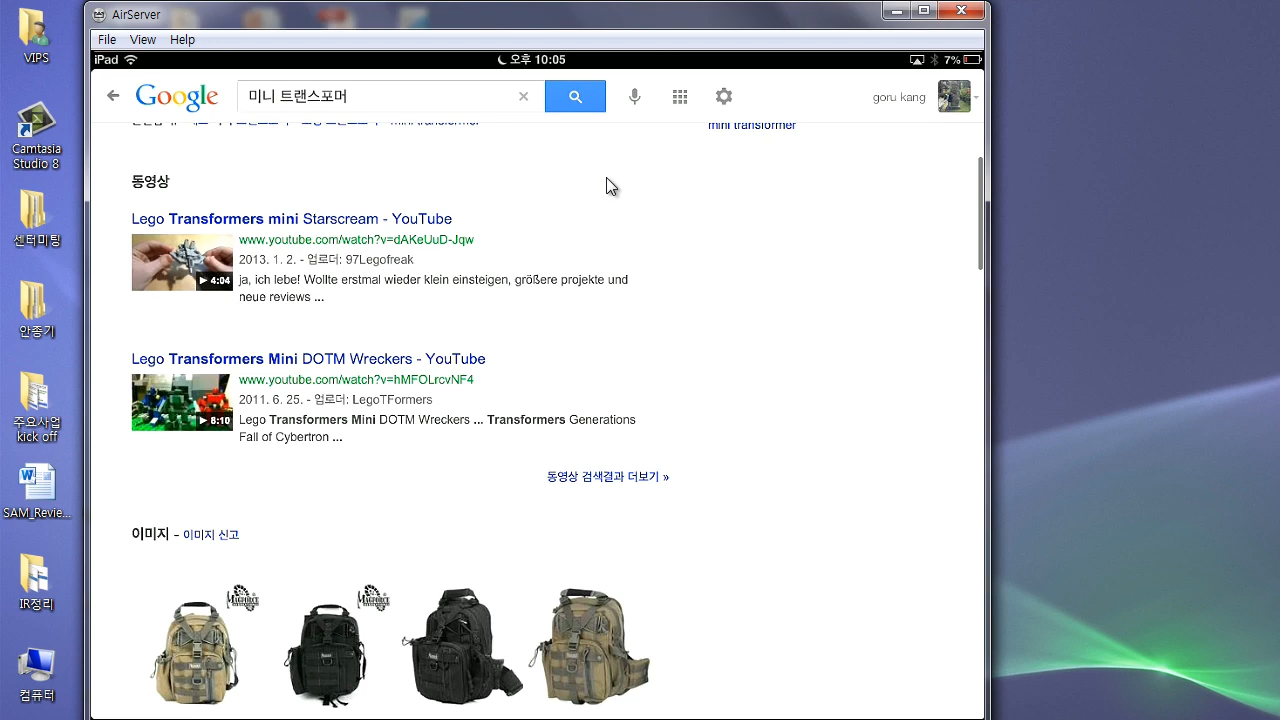 AirServer
File View Help
iPad 오후 10:05 7%
Google 미니 트랜스포머 goru kang
mini transformer
mini transformer
동영상
Lego Transformers mini Starscream - YouTube
www.youtube.com/watch?v=dAKeUuD-Jqw
4:04
2013. 1. 2. - 업로더: 97Legofreak
ja, ich lebe! Wollte erstmal wieder klein einsteigen, größere projekte und
neue reviews ...
Lego Transformers Mini DOTM Wreckers - YouTube
www.youtube.com/watch?v=hMFOLrcvNF4
8:10
2011. 6. 25. - 업로더: LegoTFormers
Lego Transformers Mini DOTM Wreckers ... Transformers Generations
Fall of Cybertron ...
동영상 검색결과 더보기 »
이미지 - 이미지 신고
MAGFORCE
MAGFORCE
VIPS
Camtasia
Studio 8
센터미팅
안종기
주요사업
kick off
SAM_Revie...
IR정리
컴퓨터